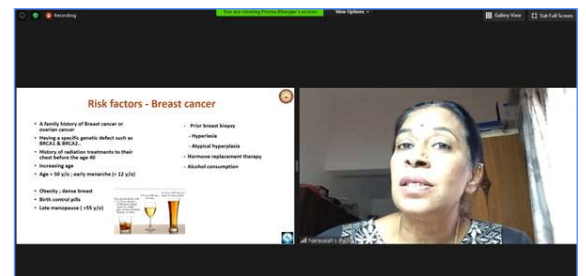 Recording
View Options
Gallery View
Exit Full Screen
Risk factors - Breast cancer
• A family history of Breast cancer or
ovarian cancer
• Having a specific genetic defect such as
BRCA1 & BRCA2..
• History of radiation treatments to their
chest before the age 40
• Increasing age
• Age > 50 y/o ; early menarche (< 12 y/o)
• Obesity ; dense breast
• Birth control pills
• Late menopause ( >55 y/o)
- Prior breast biopsy
- Hyperlasia
- Atypical hyperplasia
- Hormone replacement therapy
- Alcohol consumption